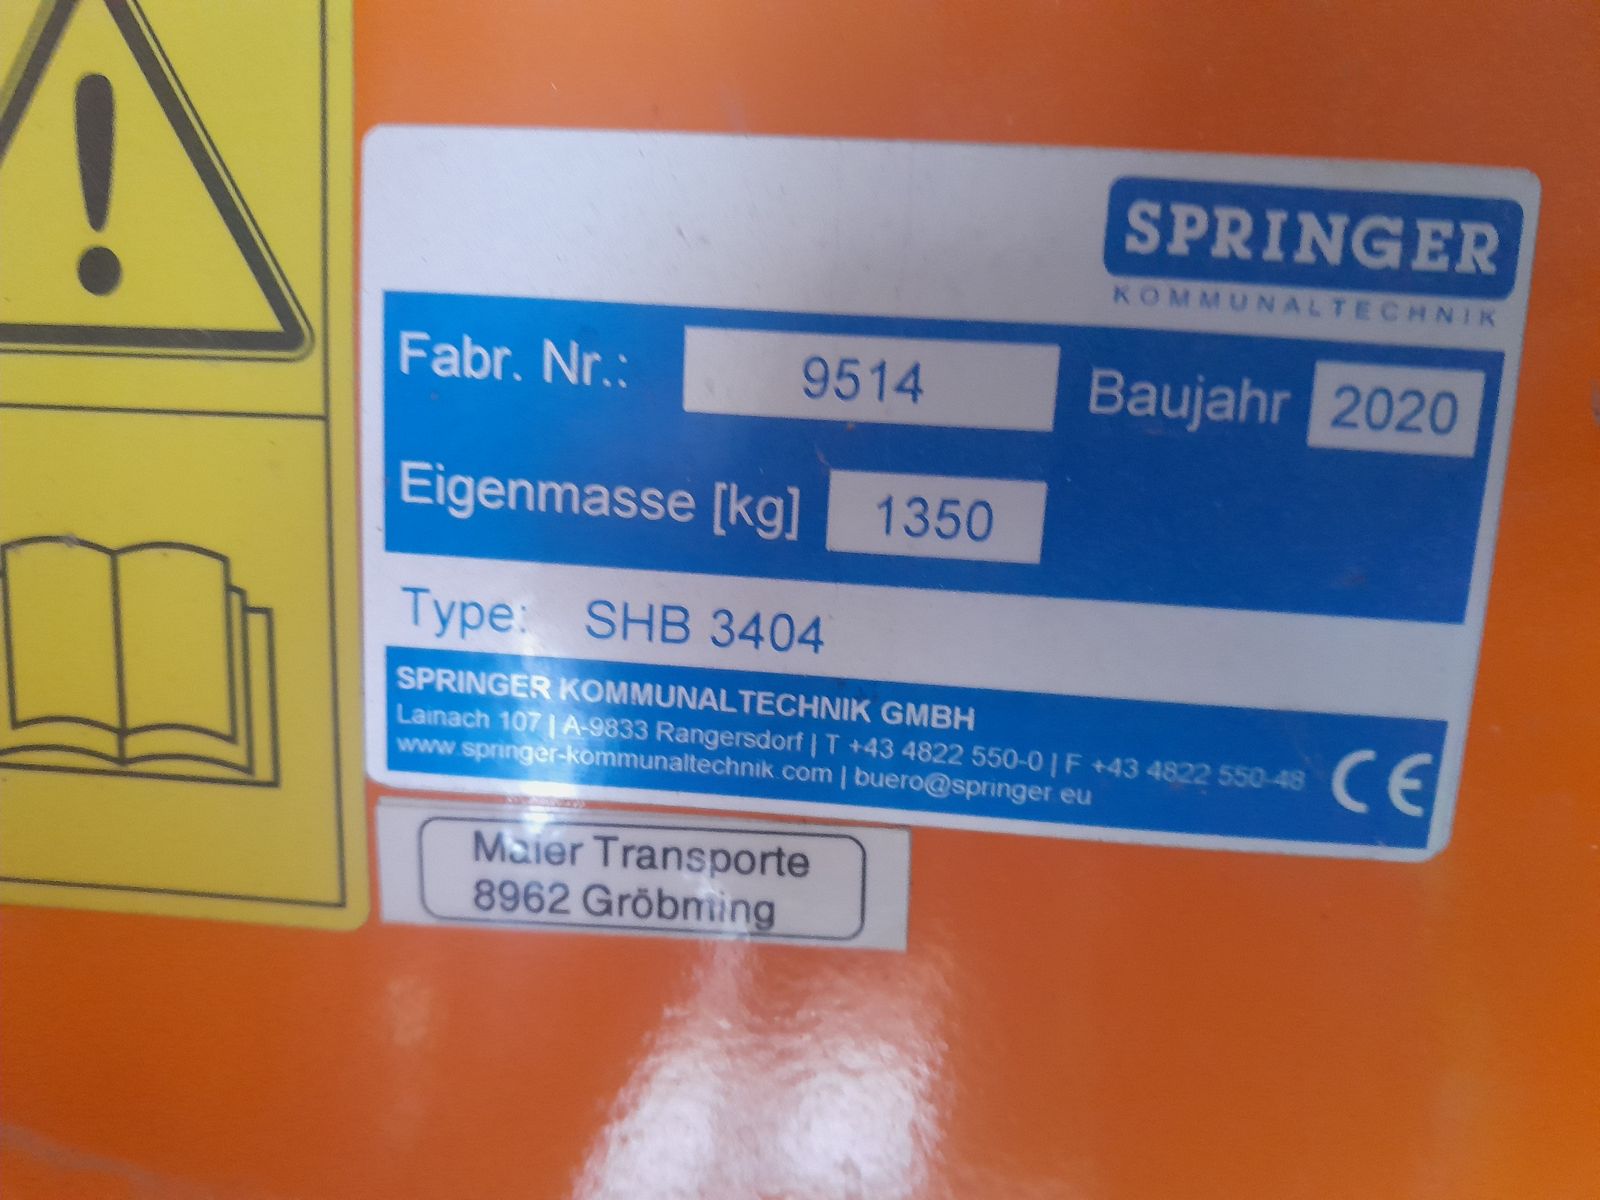 SPRINGER
KOMMUNALTECHNIK
Fabr. Nr.: 9514 Baujahr 2020
Eigenmasse [kg] 1350
Type: SHB 3404
SPRINGER KOMMUNALTECHNIK GMBH
Lainach 107 | A-9833 Rangersdorf | T +43 4822 550-0 | F +43 4822 550-48
www.springer-kommunaltechnik.com | buero@springer.eu
CE
Maier Transporte
8962 Gröbming